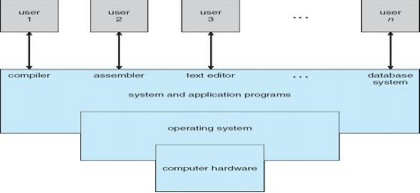 user 1
user 2
user 3
...
user n
compiler
assembler
text editor
...
database system
system and application programs
operating system
computer hardware